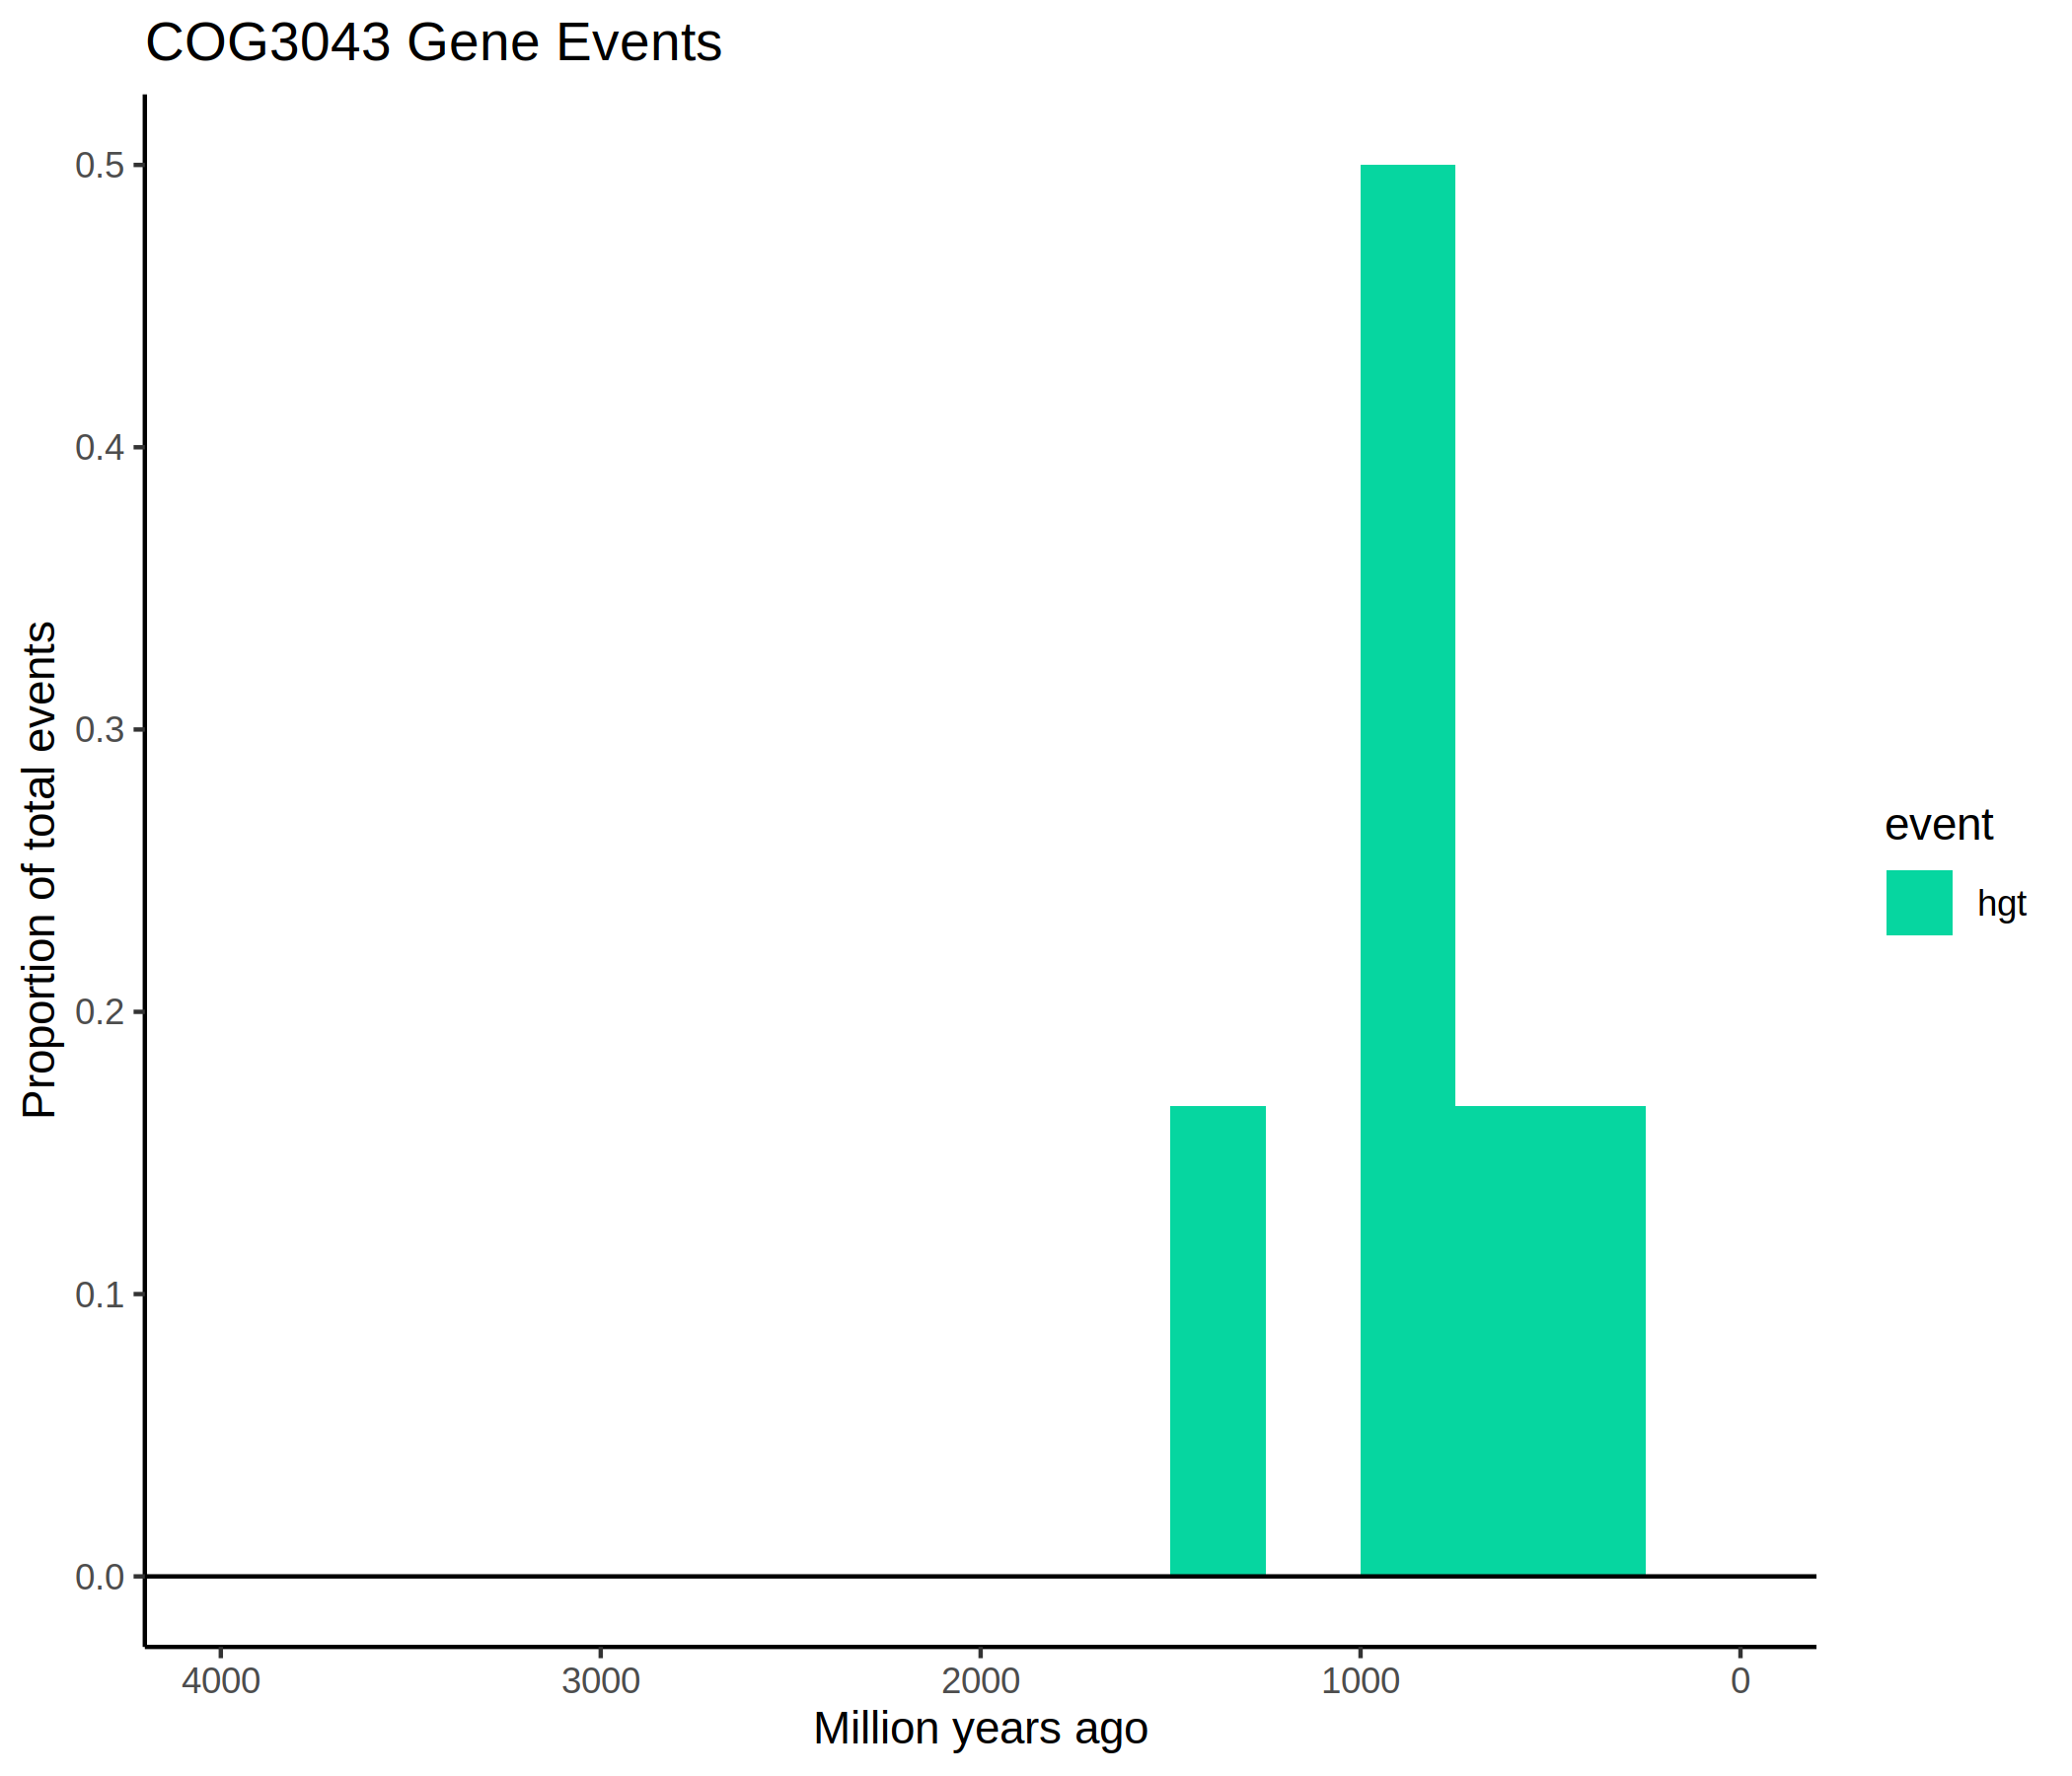 COG3043 Gene Events
Proportion of total events
0.5
0.4
0.3
0.2
0.1
0.0
4000 3000 2000 1000 0
Million years ago
event
hgt